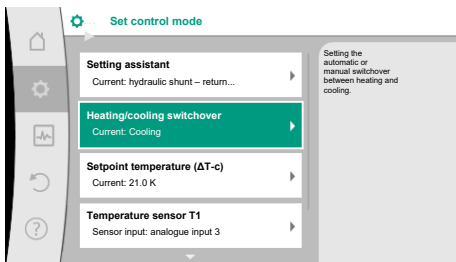 Set control mode
Setting assistant
Current: hydraulic shunt – return...
Heating/cooling switchover
Current: Cooling
Setpoint temperature (ΔT-c)
Current: 21.0 K
Temperature sensor T1
Sensor input: analogue input 3
Setting the
automatic or
manual switchover
between heating and
cooling.
?